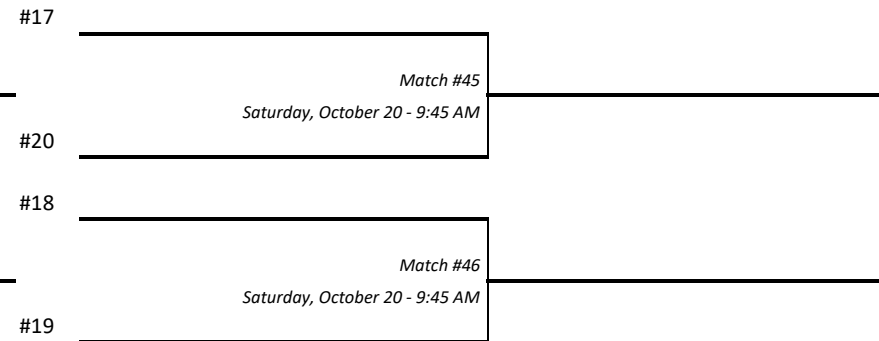 #17
Match #45
Saturday, October 20 - 9:45 AM
#20
#18
Match #46
Saturday, October 20 - 9:45 AM
#19